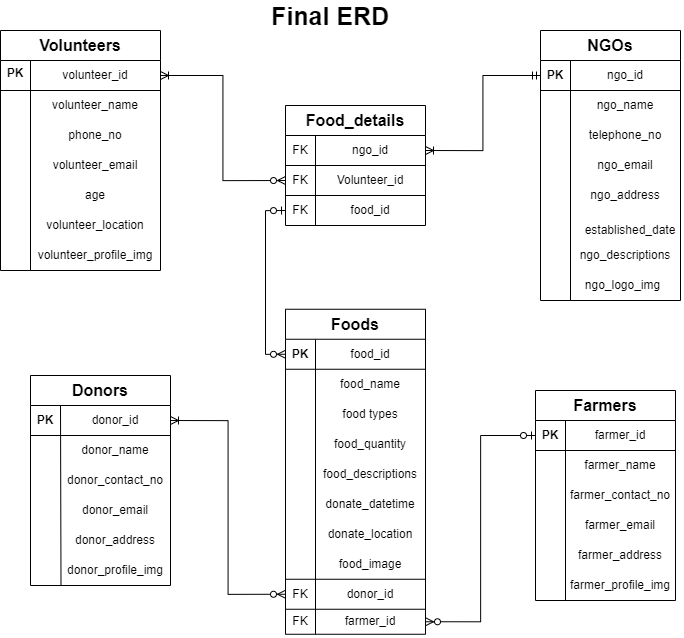 Final ERD
Volunteers
PK volunteer_id
volunteer_name
phone_no
volunteer_email
age
volunteer_location
volunteer_profile_img
Food_details
FK ngo_id
FK Volunteer_id
FK food_id
NGOs
PK ngo_id
ngo_name
telephone_no
ngo_email
ngo_address
established_date
ngo_descriptions
ngo_logo_img
Foods
PK food_id
food_name
food types
food_quantity
food_descriptions
donate_datetime
donate_location
food_image
FK donor_id
FK farmer_id
Donors
PK donor_id
donor_name
donor_contact_no
donor_email
donor_address
donor_profile_img
Farmers
PK farmer_id
farmer_name
farmer_contact_no
farmer_email
farmer_address
farmer_profile_img